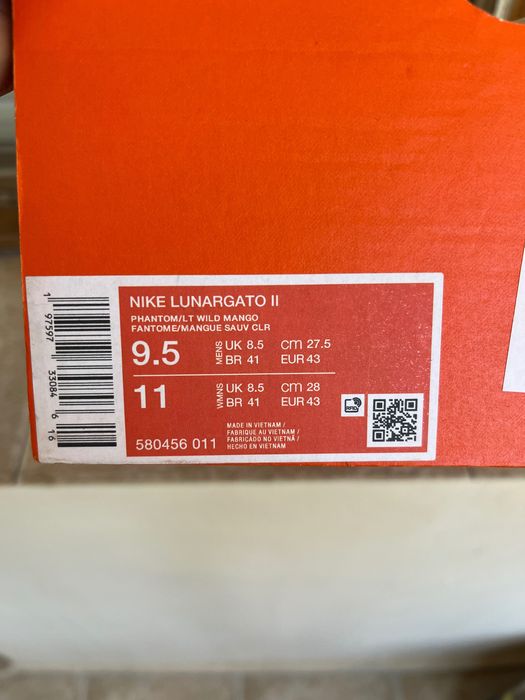 NIKE LUNARGATO II
PHANTOM/LT WILD MANGO
FANTOME/MANGUE SAUV CLR
9.5 MENS UK 8.5 CM 27.5
BR 41 EUR 43
11 WMNS UK 8.5 CM 28
BR 41 EUR 43
580456 011
MADE IN VIETNAM /
FABRIQUE AU VIETNAM /
FABRICADO NO VIETNÃ /
HECHO EN VIETNAM
RFID
1 97597 33084 6 16